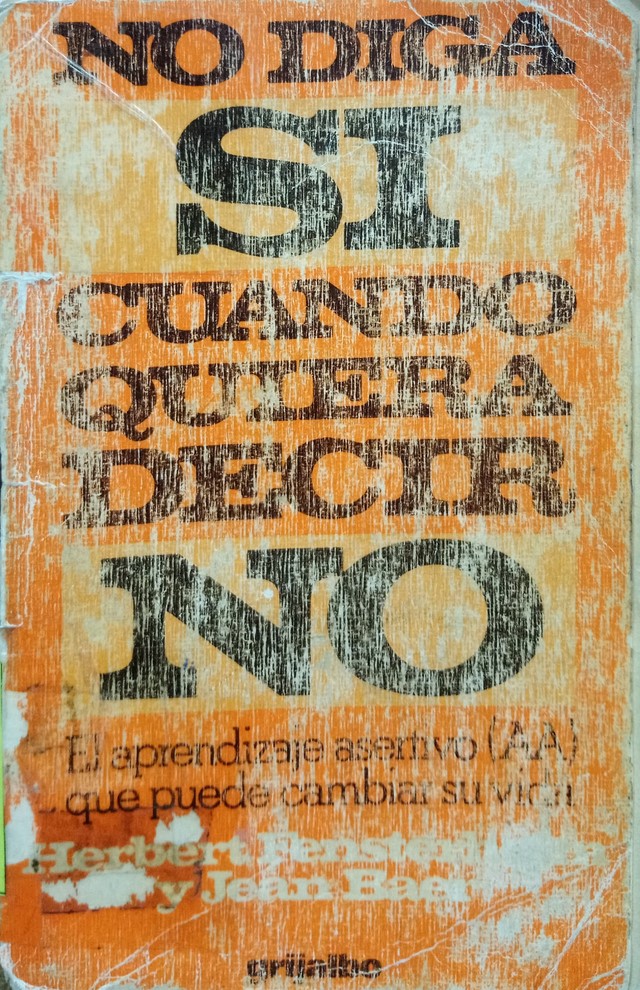 NO DIGA
SI
CUANDO
QUIERA
DECIR
NO
El aprendizaje asertivo (AA)
que puede cambiar su vida
Herbert
y Jean Baer
grijalbo